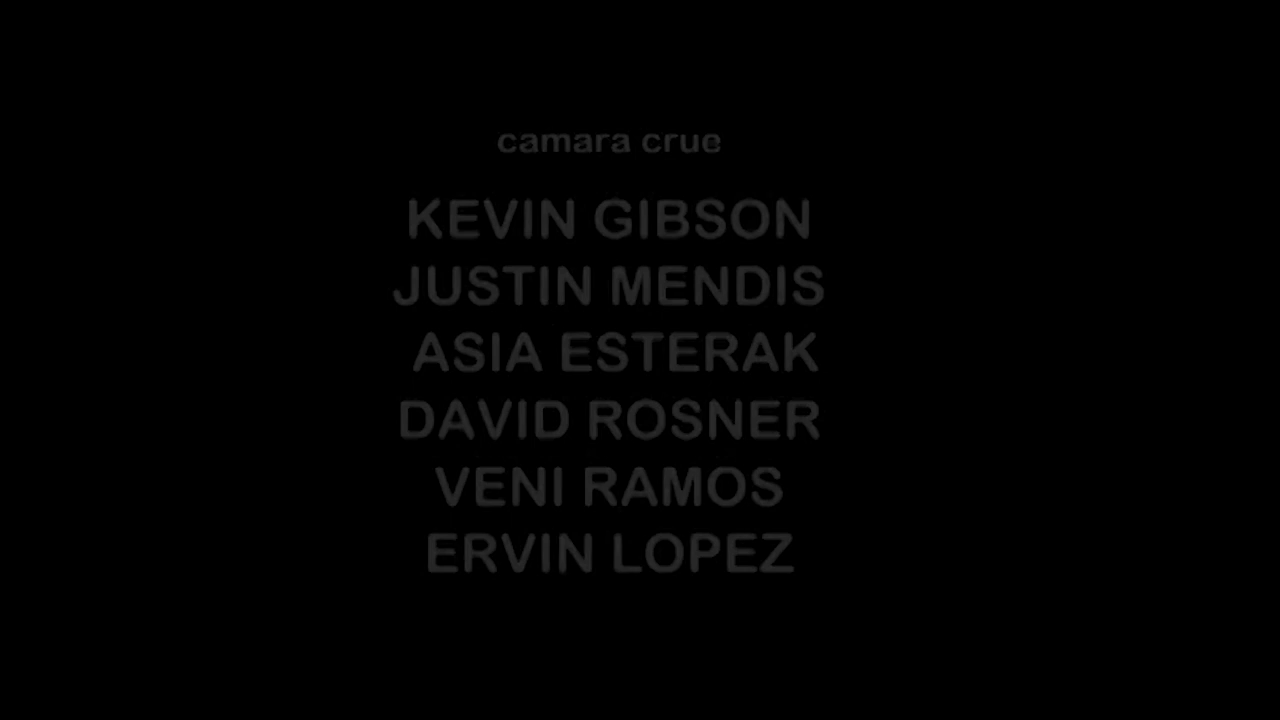 camara crue
KEVIN GIBSON
JUSTIN MENDIS
ASIA ESTERAK
DAVID ROSNER
VENI RAMOS
ERVIN LOPEZ